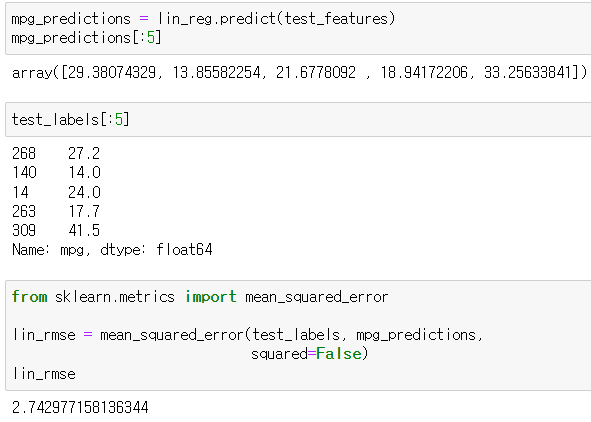 mpg_predictions = lin_reg.predict(test_features)
mpg_predictions[:5]
array([29.38074329, 13.85582254, 21.6778092 , 18.94172206, 33.25633841])
test_labels[:5]
268    27.2
140    14.0
14     24.0
263    17.7
309    41.5
Name: mpg, dtype: float64
from sklearn.metrics import mean_squared_error
lin_rmse = mean_squared_error(test_labels, mpg_predictions,
                              squared=False)
lin_rmse
2.742977158136344